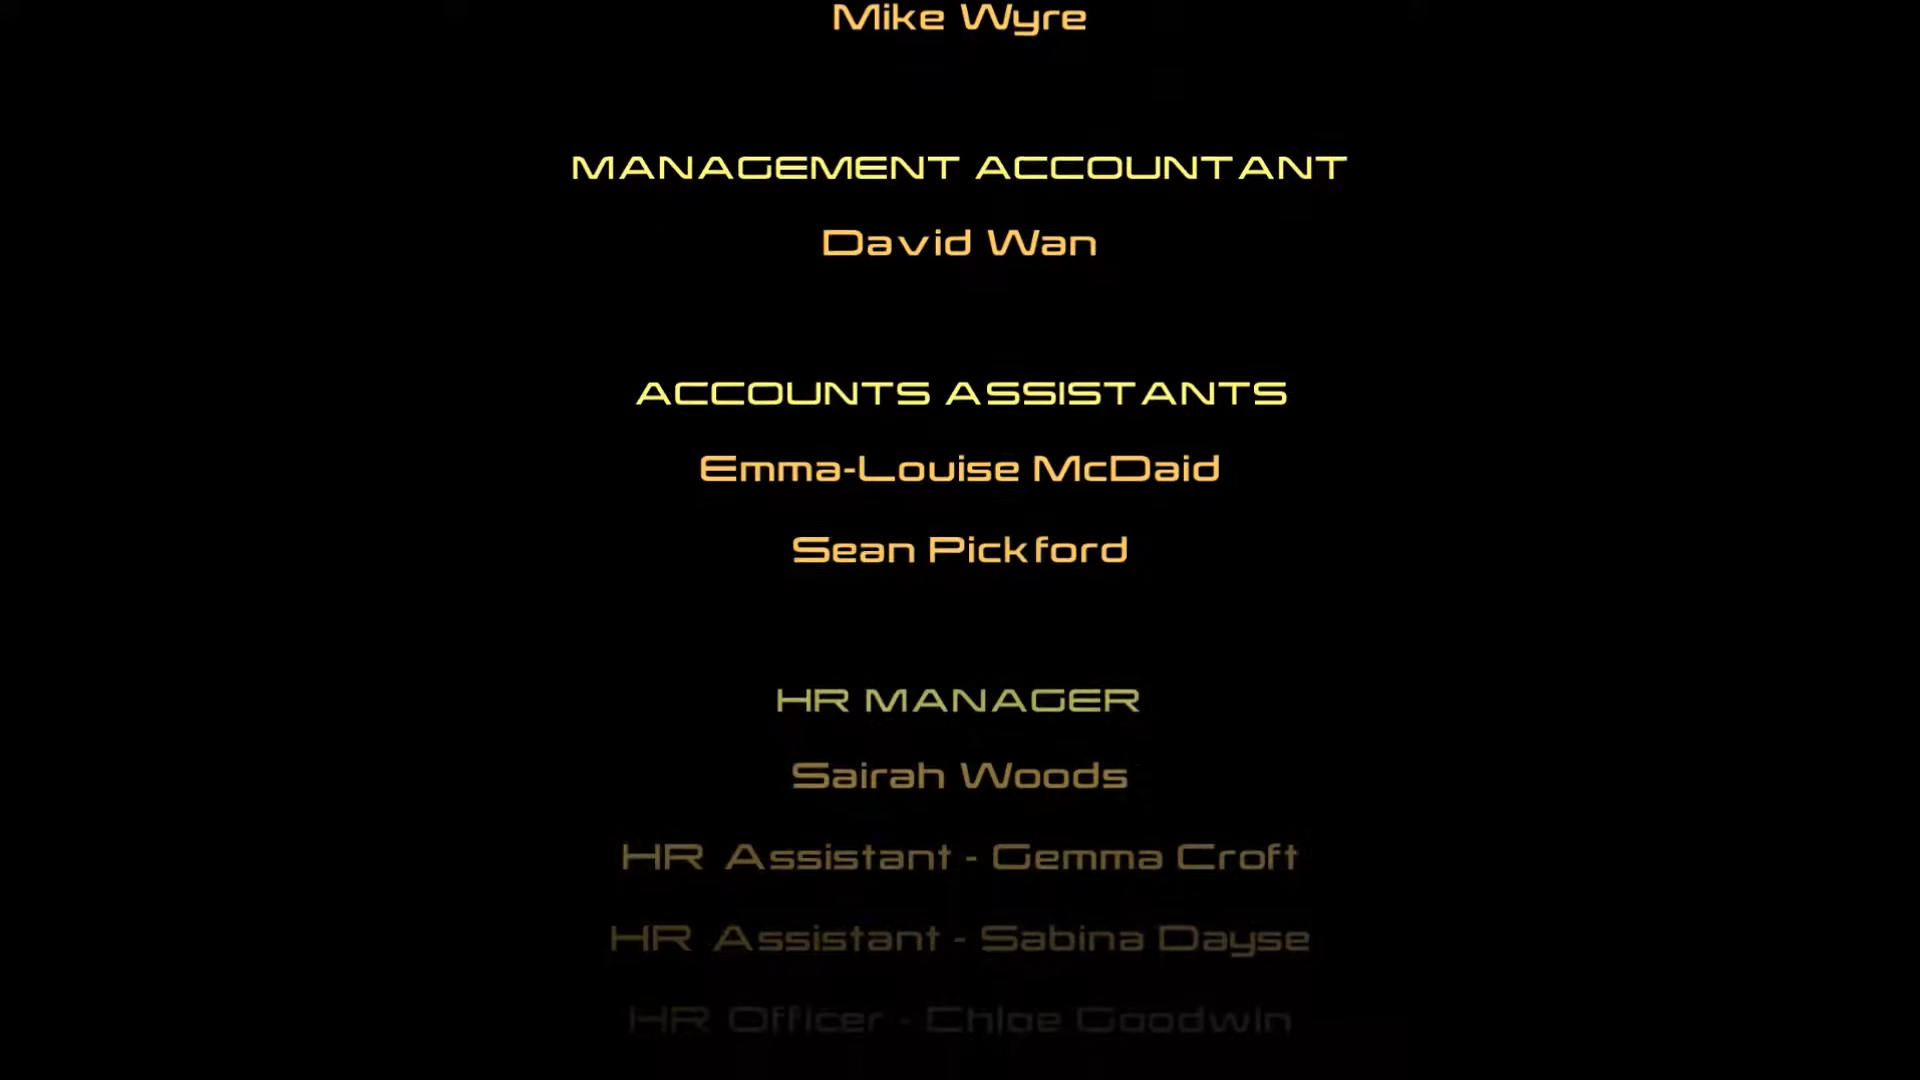 Mike Wyre
MANAGEMENT ACCOUNTANT
David Wan
ACCOUNTS ASSISTANTS
Emma-Louise McDaid
Sean Pickford
HR MANAGER
Sairah Woods
HR Assistant - Gemma Croft
HR Assistant - Sabina Dayse
HR Officer - Chloe Goodwin